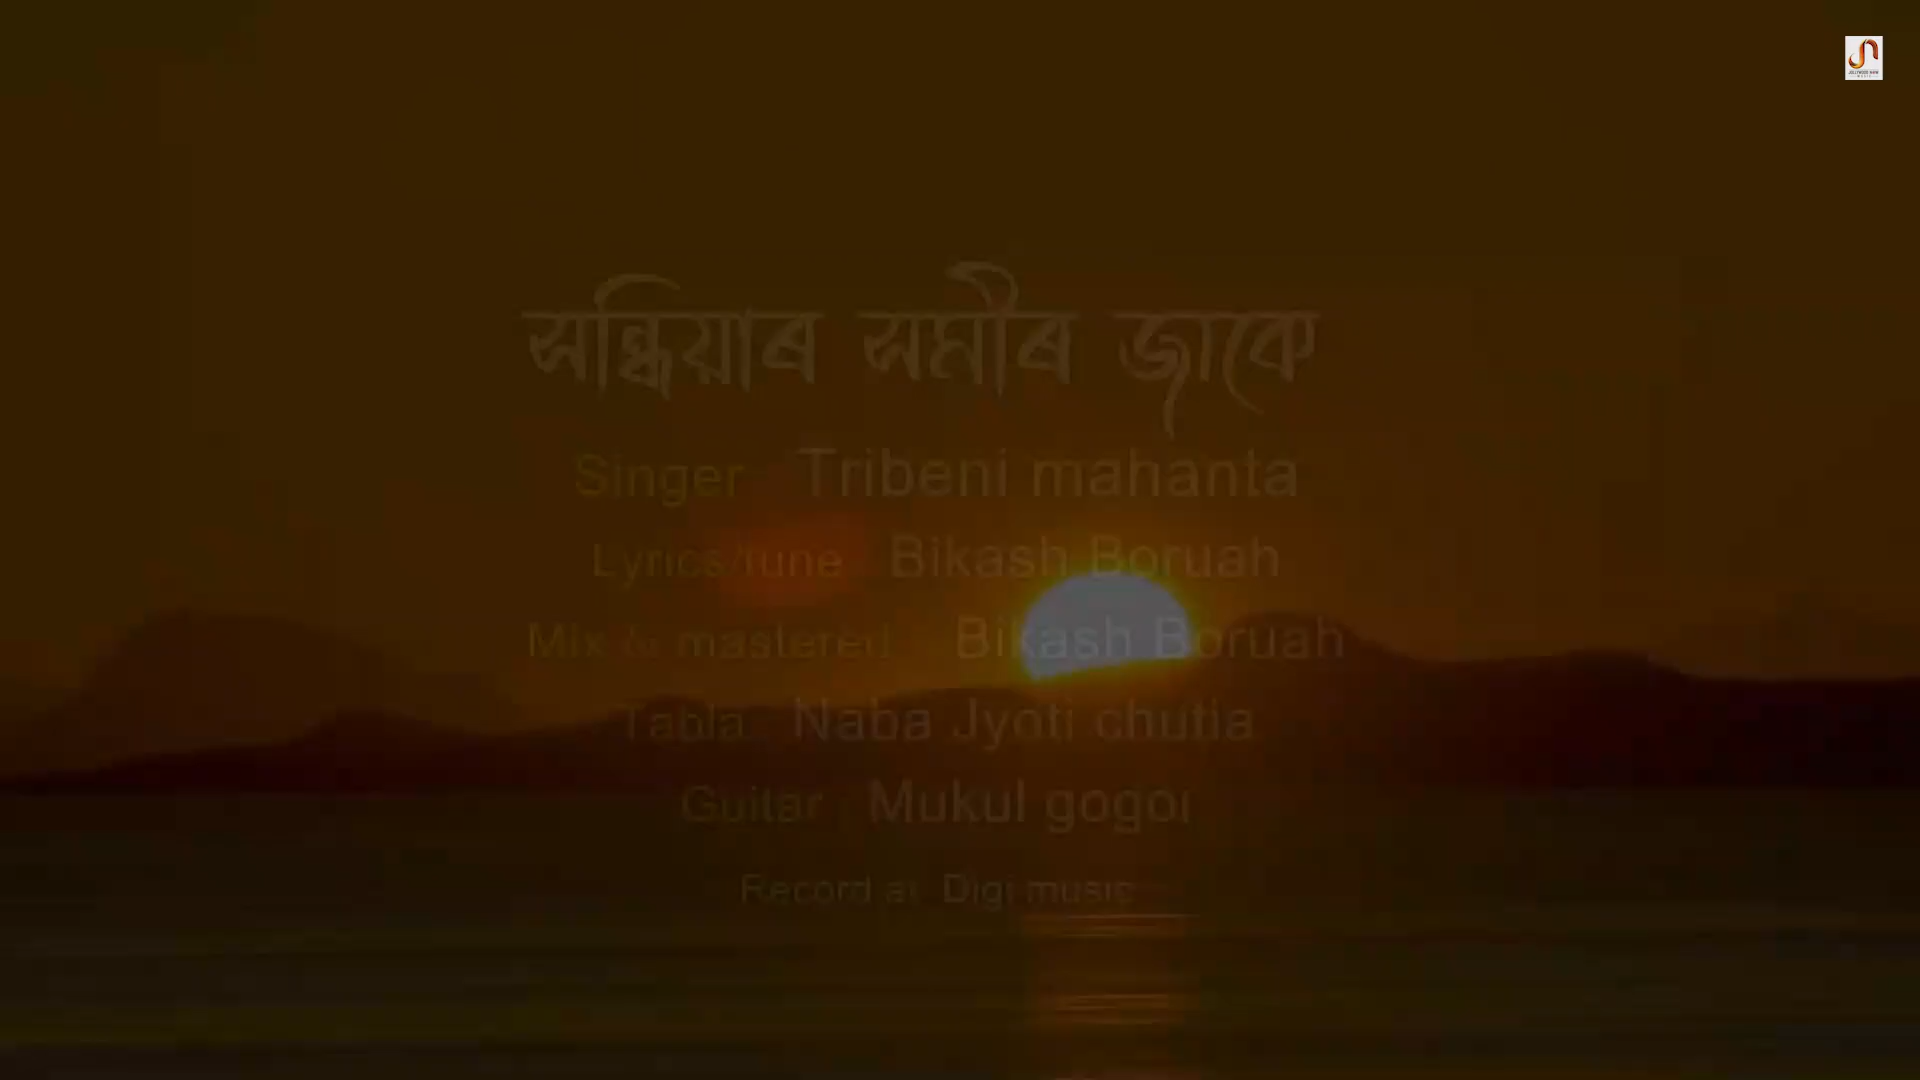 সন্ধিয়াৰ সমীৰ জাকে
Singer : Tribeni mahanta
Lyrics/tune : Bikash Boruah
Mix & mastered : Bikash Boruah
Tabla : Naba Jyoti chutia
Guitar : Mukul gogoi
Record at Digi music